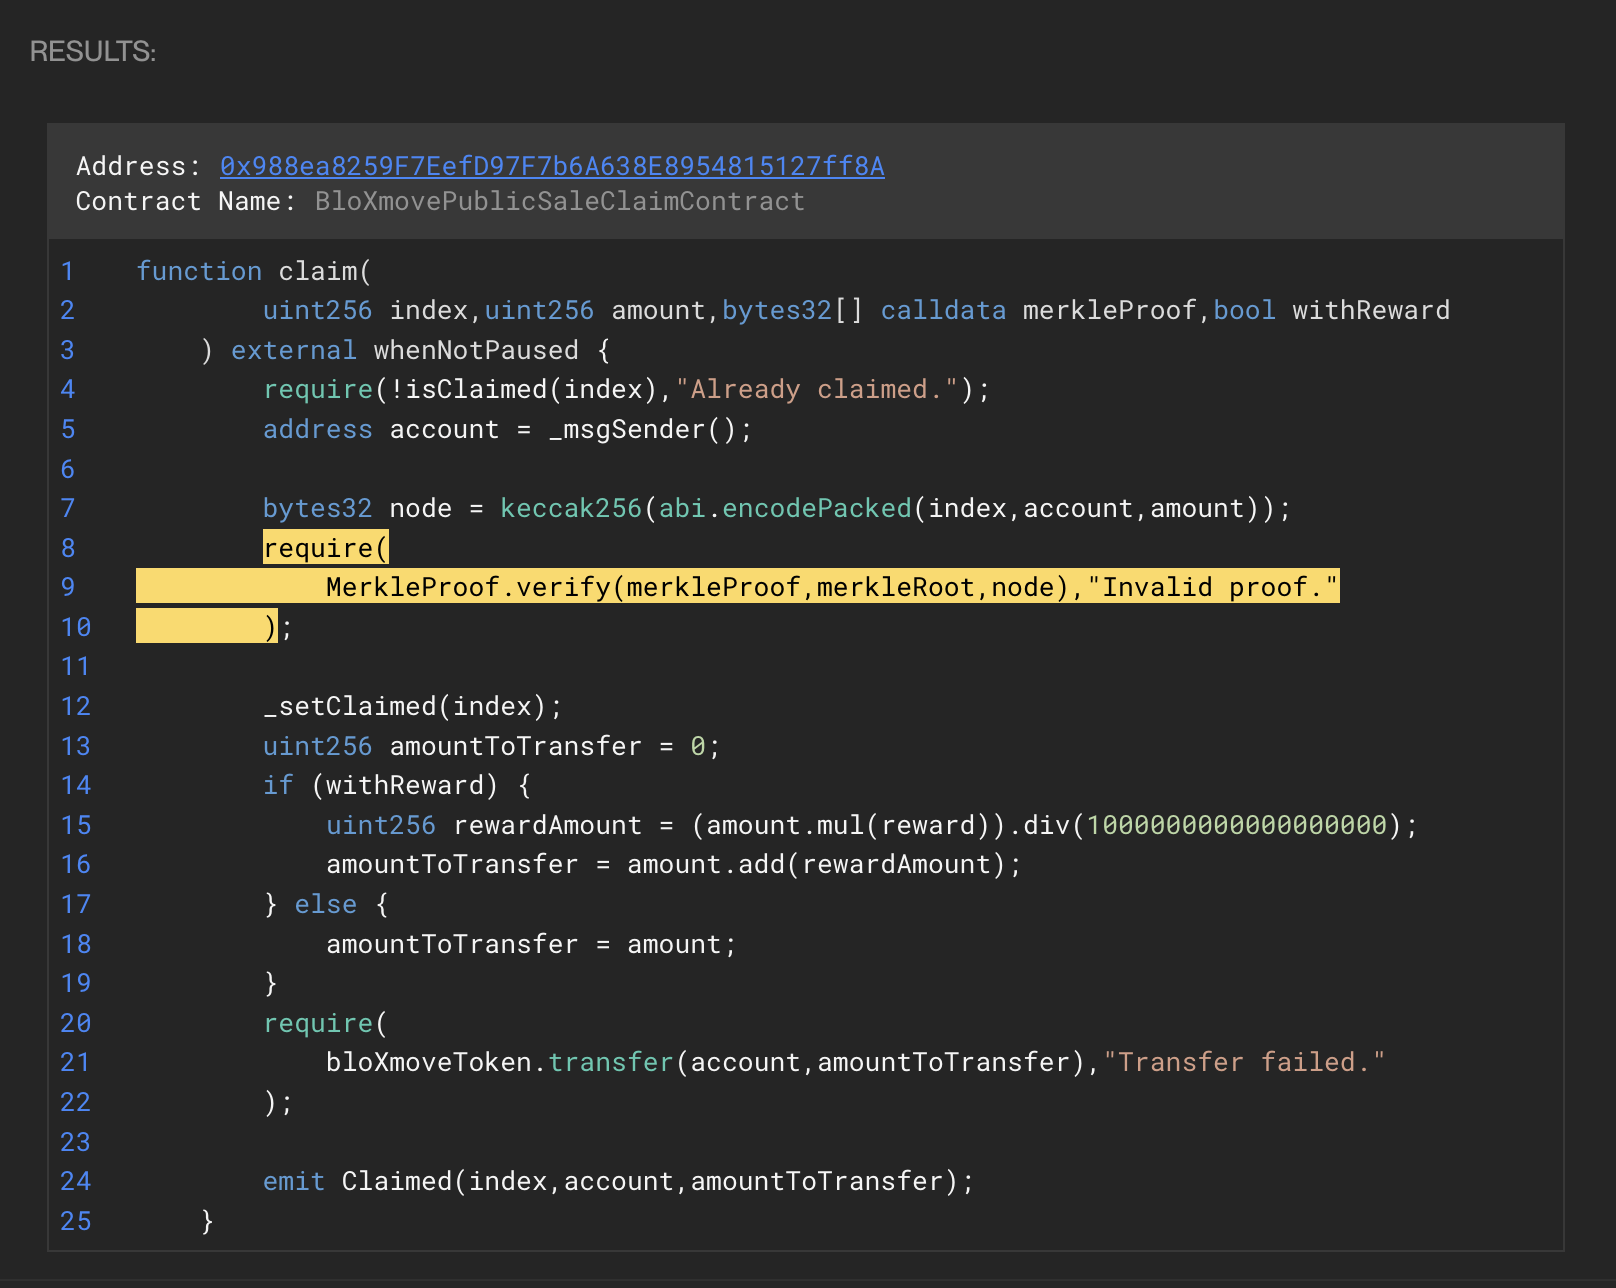 RESULTS:
Address: 0x988ea8259F7EefD97F7b6A638E8954815127ff8A
Contract Name: BloXmovePublicSaleClaimContract
1 function claim(
2 uint256 index,uint256 amount,bytes32[] calldata merkleProof,bool withReward
3 ) external whenNotPaused {
4 require(!isClaimed(index),"Already claimed.");
5 address account = _msgSender();
6
7 bytes32 node = keccak256(abi.encodePacked(index,account,amount));
8 require(
9 MerkleProof.verify(merkleProof,merkleRoot,node),"Invalid proof."
10 );
11
12 _setClaimed(index);
13 uint256 amountToTransfer = 0;
14 if (withReward) {
15 uint256 rewardAmount = (amount.mul(reward)).div(1000000000000000000);
16 amountToTransfer = amount.add(rewardAmount);
17 } else {
18 amountToTransfer = amount;
19 }
20 require(
21 bloXmoveToken.transfer(account,amountToTransfer),"Transfer failed."
22 );
23
24 emit Claimed(index,account,amountToTransfer);
25 }